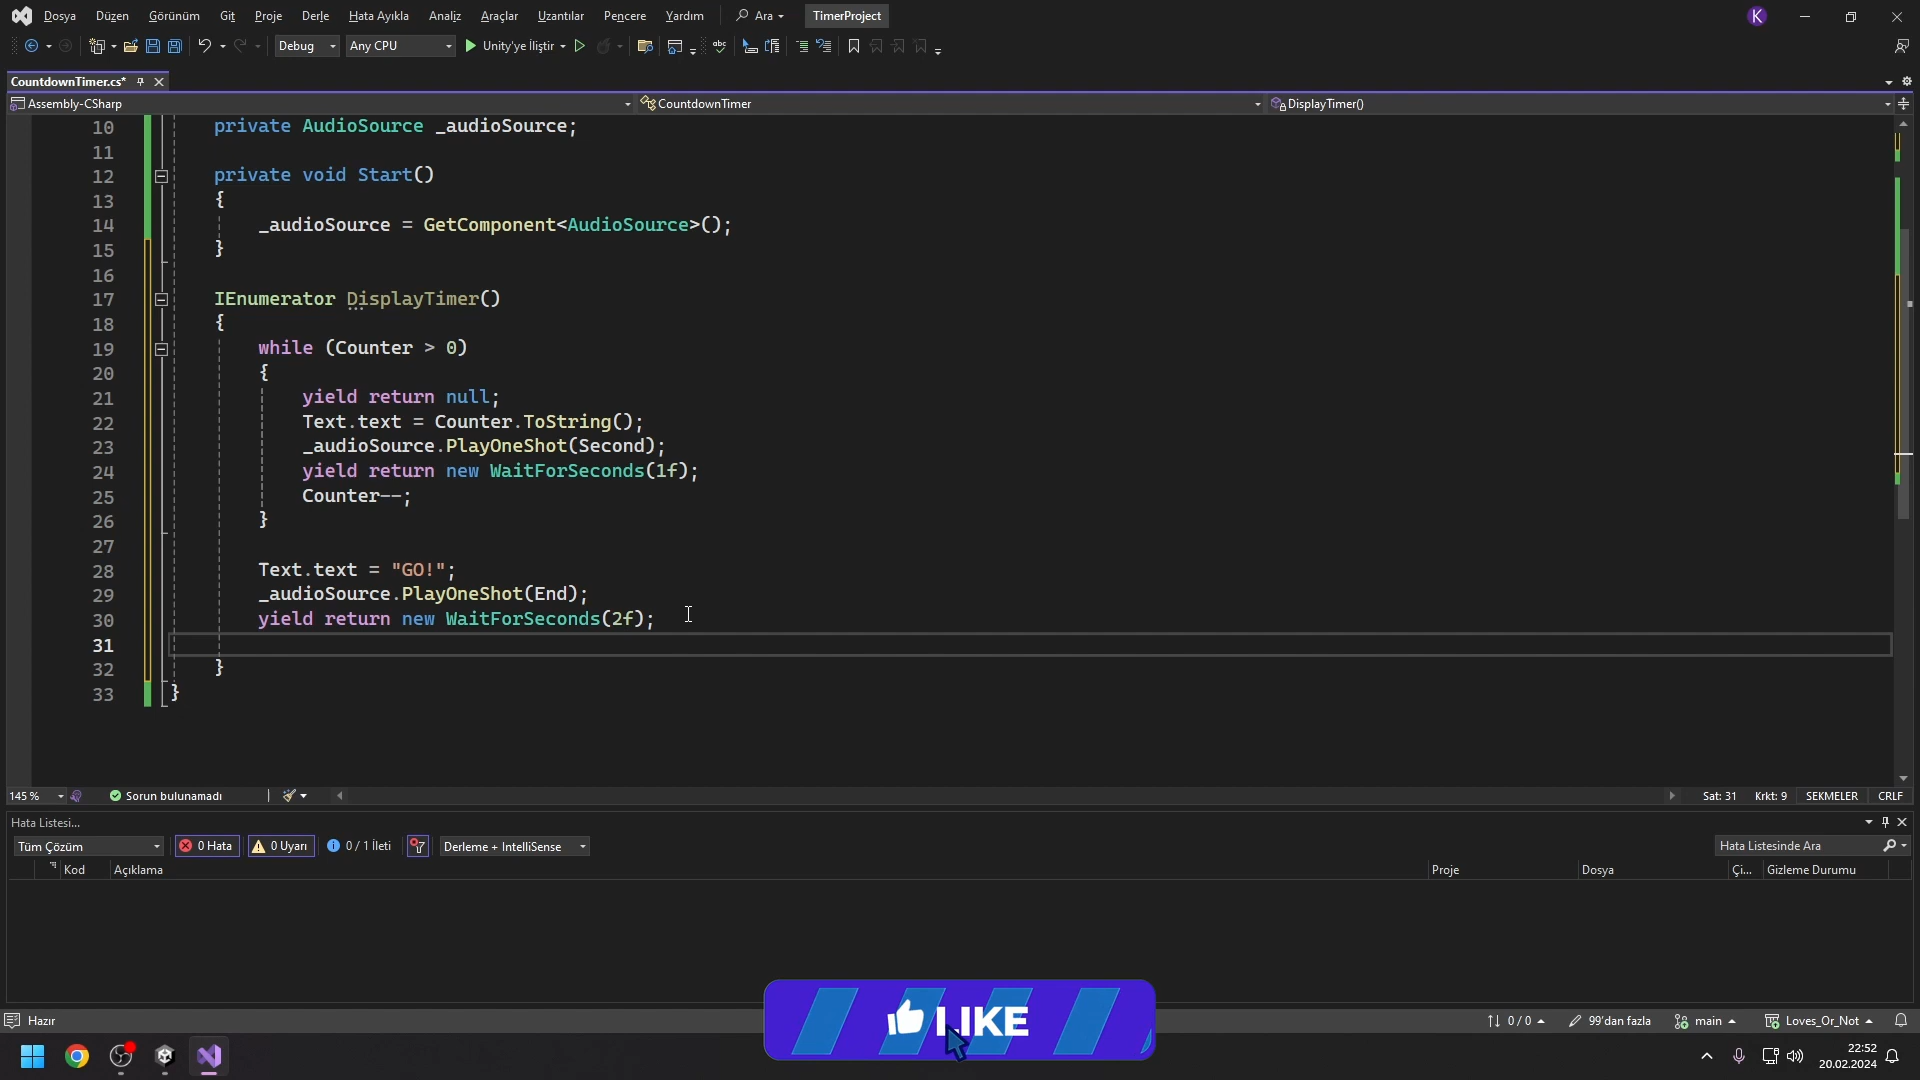 Dosya Düzen Görünüm Git Proje Derle Hata Ayıkla Analiz Araçlar Uzantılar Pencere Yardım Ara TimerProject K
Debug Any CPU Unity'ye İliştir
CountdownTimer.cs*
Assembly-CSharp CountdownTimer DisplayTimer()
10 private AudioSource _audioSource;
11
12 private void Start()
13 {
14 _audioSource = GetComponent<AudioSource>();
15 }
16
17 IEnumerator DisplayTimer()
18 {
19 while (Counter > 0)
20 {
21 yield return null;
22 Text.text = Counter.ToString();
23 _audioSource.PlayOneShot(Second);
24 yield return new WaitForSeconds(1f);
25 Counter--;
26 }
27
28 Text.text = "GO!";
29 _audioSource.PlayOneShot(End);
30 yield return new WaitForSeconds(2f);
31
32 }
33 }
145 % Sorun bulunamadı Sat: 31 Krkt: 9 SEKMELER CRLF
Hata Listesi...
Tüm Çözüm 0 Hata 0 Uyarı 0 / 1 İleti Derleme + IntelliSense Hata Listesinde Ara
Kod Açıklama Proje Dosya Çi... Gizleme Durumu
LIKE
Hazır 0 / 0 99'dan fazla main Loves_Or_Not
22:52
20.02.2024